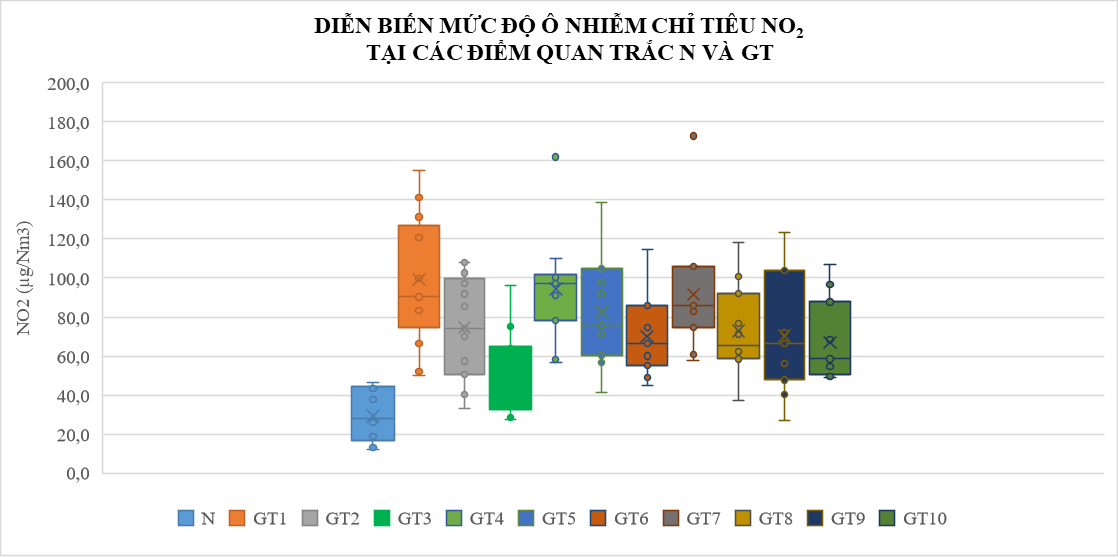 DIỄN BIẾN MỨC ĐỘ Ô NHIỄM CHỈ TIÊU NO₂
TẠI CÁC ĐIỂM QUAN TRẮC N VÀ GT
200,0
180,0
160,0
140,0
120,0
100,0
80,0
60,0
40,0
20,0
0,0
NO2 (µg/Nm3)
N GT1 GT2 GT3 GT4 GT5 GT6 GT7 GT8 GT9 GT10